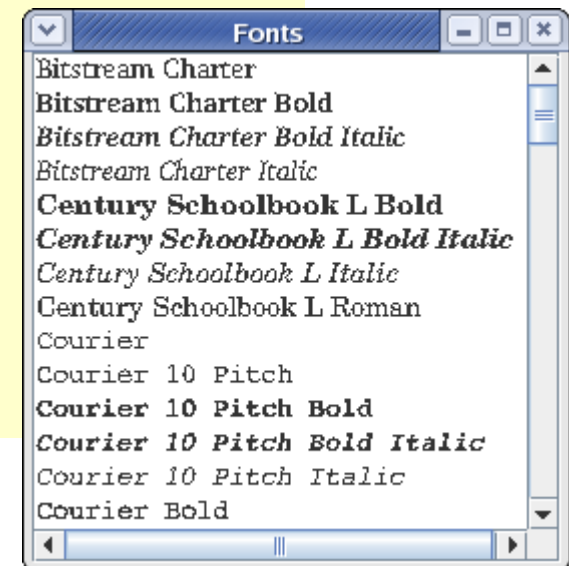 Fonts
Bitstream Charter
Bitstream Charter Bold
Bitstream Charter Bold Italic
Bitstream Charter Italic
Century Schoolbook L Bold
Century Schoolbook L Bold Italic
Century Schoolbook L Italic
Century Schoolbook L Roman
Courier
Courier 10 Pitch
Courier 10 Pitch Bold
Courier 10 Pitch Bold Italic
Courier 10 Pitch Italic
Courier Bold